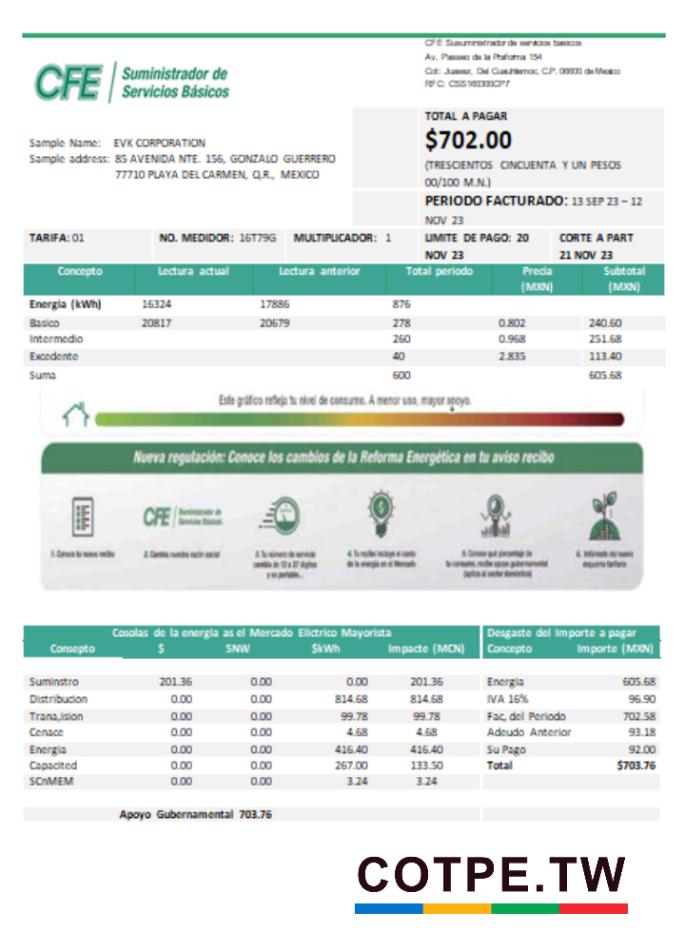 CFE Susuministrador de servicios basicos
Av. Passeo de la Praforma 154
RFC: CSS160330CP7
CFE Suministrador de
Servicios Básicos
TOTAL A PAGAR
$702.00
(TRESCIENTOS CINCUENTA Y UN PESOS
00/100 M.N.)
Sample Name: EVK CORPORATION
Sample address: 85 AVENIDA NTE. 156, GONZALO GUERRERO
77710 PLAYA DEL CARMEN, Q.R., MEXICO
PERIODO FACTURADO: 13 SEP 23 – 12
NOV 23
TARIFA: 01 NO. MEDIDOR: 16T79G MULTIPLICADOR: 1 LIMITE DE PAGO: 20 CORTE A PART
NOV 23 21 NOV 23
Concepto Lectura actual Lectura anterior Total periodo Precia Subtotal
(MXN) (MXN)
Energia (kWh) 16324 17886 876
Basico 20817 20679 278 0.802 240.60
Intermedio 260 0.968 251.68
Excedente 40 2.835 113.40
Suma 600 605.68
Este gráfico refleja tu nivel de consumo. A menor uso, mayor apoyo.
Nueva regulación: Conoce los cambios de la Reforma Energética en tu aviso recibo
CFE Suministrador de
Servicios Básicos
1. Conoce tu nuevo recibo
2. Cambia nuestra razón social
3. Tu número de servicio
cambia de 12 a 27 dígitos
y es portable...
4. Tu recibo incluye el costo
de la energía en el Mercado
5. Conoce qué porcentaje de
tu consumo, recibe apoyo gubernamental
(aplica al sector doméstico)
6. Infórmate del nuevo
esquema tarifario
Cosolas de la energia as el Mercado Elictrico Mayorista Desgaste del importe a pagar
Consepto $ SNW $kWh Impacte (MCN) Concepto Importe (MXN)
Suminstro 201.36 0.00 0.00 201.36 Energia 605.68
Distribucion 0.00 0.00 814.68 814.68 IVA 16% 96.90
Trana,ision 0.00 0.00 99.78 99.78 Fac, del Periodo 702.58
Cenace 0.00 0.00 4.68 4.68 Adeudo Anterior 93.18
Energia 0.00 0.00 416.40 416.40 Su Pago 92.00
Capacited 0.00 0.00 267.00 133.50 Total $703.76
SCnMEM 0.00 0.00 3.24 3.24
Apoyo Gubernamental 703.76
COTPE.TW